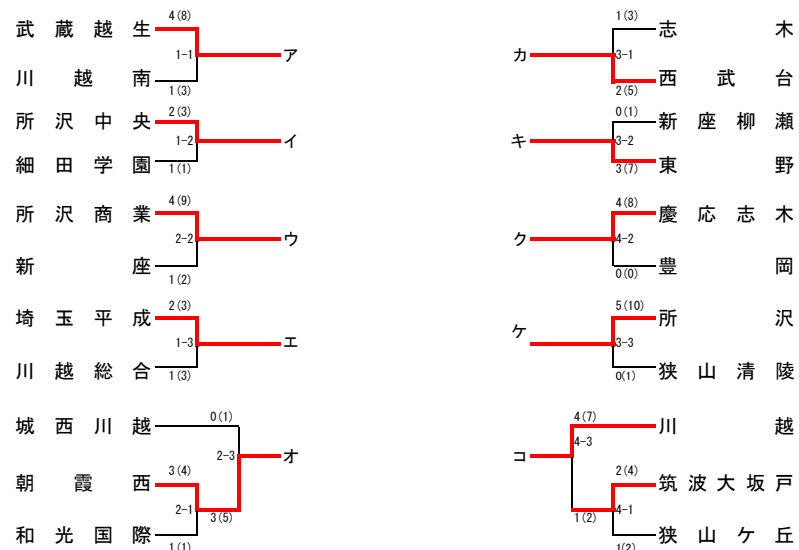 4(8)
武蔵越生
1-1 ア
川越南
1(3)
2(3)
所沢中央
1-2 イ
細田学園
1(1)
4(9)
所沢商業
2-2 ウ
新座
1(2)
2(3)
埼玉平成
1-3 エ
川越総合
1(3)
0(1)
城西川越
2-3 オ
3(4)
朝霞西
2-1
3(5)
和光国際
1(1)
1(3)
志木
カ 3-1
西武台
2(5)
0(1)
新座柳瀬
キ 3-2
東野
3(7)
4(8)
慶応志木
ク 4-2
豊岡
0(0)
5(10)
所沢
ケ 3-3
狭山清陵
0(1)
4(7)
川越
4-3
コ
2(4)
筑波大坂戸
4-1
1(2)
狭山ケ丘
1(2)